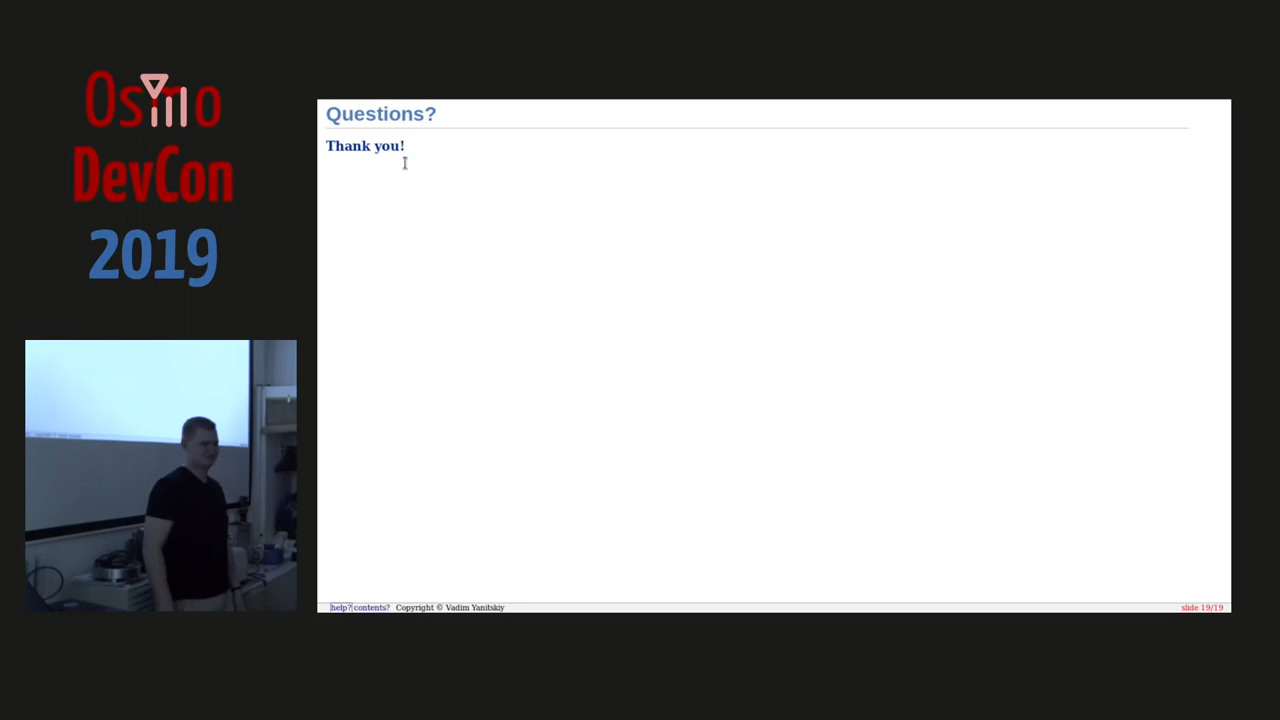 Osmo
DevCon
2019
Questions?
Thank you!
help? contents? Copyright © Vadim Yanitskiy
slide 19/19